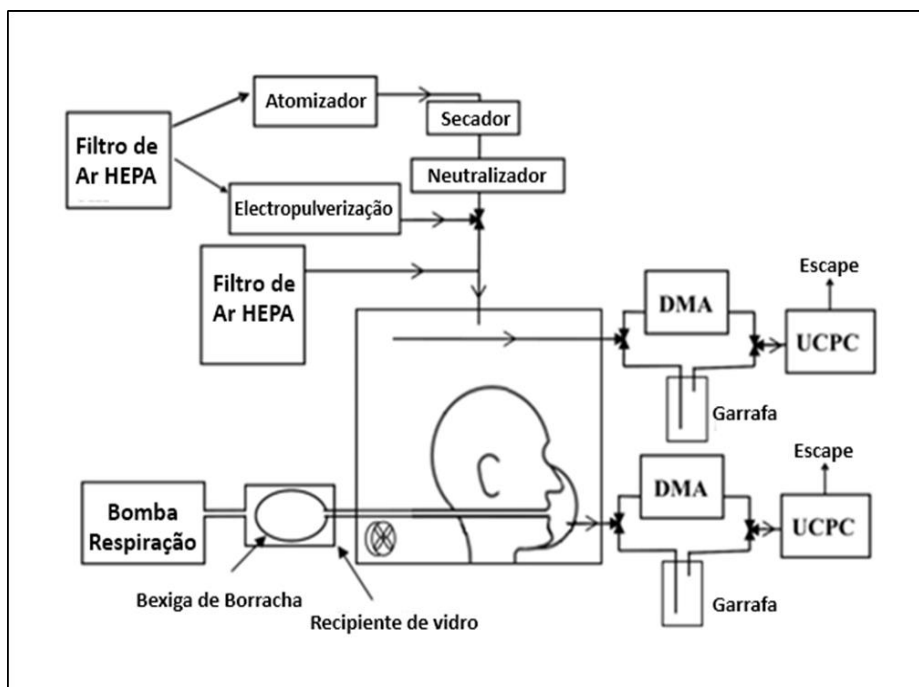 Atomizador
Secador
Filtro de
Ar HEPA
Neutralizador
Electropulverização
Filtro de
Ar HEPA
DMA
Escape
UCPC
Garrafa
DMA
Escape
UCPC
Garrafa
Bomba
Respiração
Bexiga de Borracha
Recipiente de vidro